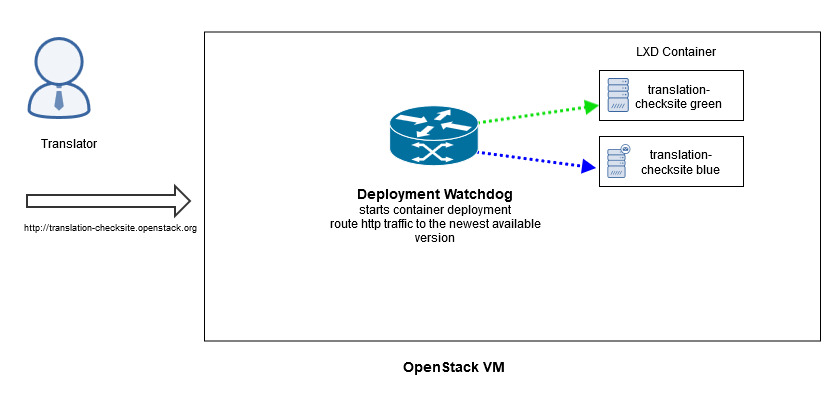 LXD Container
translation-
checksite green
translation-
checksite blue
Translator
Deployment Watchdog
starts container deployment
route http traffic to the newest available
version
http://translation-checksite.openstack.org
OpenStack VM